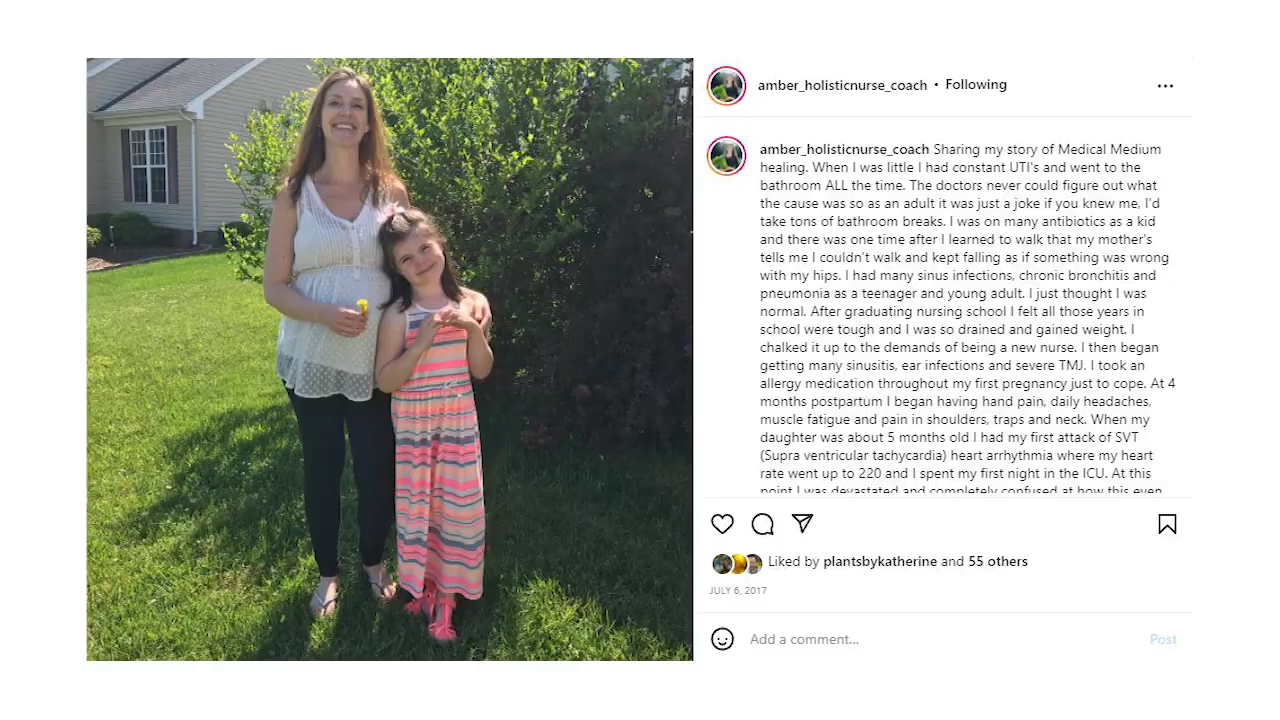 amber_holisticnurse_coach • Following
amber_holisticnurse_coach Sharing my story of Medical Medium
healing. When I was little I had constant UTI's and went to the
bathroom ALL the time. The doctors never could figure out what
the cause was so as an adult it was just a joke if you knew me, I'd
take tons of bathroom breaks. I was on many antibiotics as a kid
and there was one time after I learned to walk that my mother's
tells me I couldn't walk and kept falling as if something was wrong
with my hips. I had many sinus infections, chronic bronchitis and
pneumonia as a teenager and young adult. I just thought I was
normal. After graduating nursing school I felt all those years in
school were tough and I was so drained and gained weight. I
chalked it up to the demands of being a new nurse. I then began
getting many sinusitis, ear infections and severe TMJ. I took an
allergy medication throughout my first pregnancy just to cope. At 4
months postpartum I began having hand pain, daily headaches,
muscle fatigue and pain in shoulders, traps and neck. When my
daughter was about 5 months old I had my first attack of SVT
(Supra ventricular tachycardia) heart arrhythmia where my heart
rate went up to 220 and I spent my first night in the ICU. At this
point I was devastated and completely confused at how this even
Liked by plantsbykatherine and 55 others
JULY 6, 2017
Add a comment...
Post